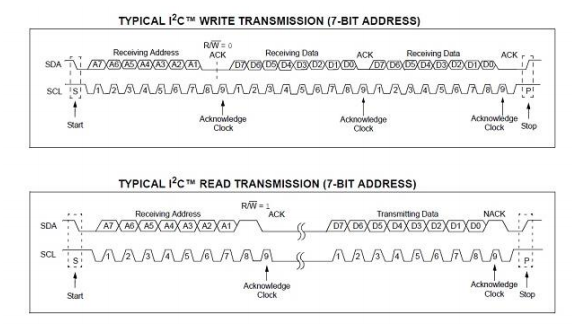 TYPICAL I²C™ WRITE TRANSMISSION (7-BIT ADDRESS)
R/W = 0
Receiving Address ACK Receiving Data ACK Receiving Data ACK
SDA A7 A6 A5 A4 A3 A2 A1 D7 D6 D5 D4 D3 D2 D1 D0 D7 D6 D5 D4 D3 D2 D1 D0
SCL S 1 2 3 4 5 6 7 8 9 1 2 3 4 5 6 7 8 9 1 2 3 4 5 6 7 8 9 P
Start Acknowledge Clock Acknowledge Clock Acknowledge Clock Stop
TYPICAL I²C™ READ TRANSMISSION (7-BIT ADDRESS)
R/W = 1
Receiving Address ACK Transmitting Data NACK
SDA A7 A6 A5 A4 A3 A2 A1 D7 D6 D5 D4 D3 D2 D1 D0
SCL S 1 2 3 4 5 6 7 8 9 1 2 3 4 5 6 7 8 9 P
Start Acknowledge Clock Acknowledge Clock Stop